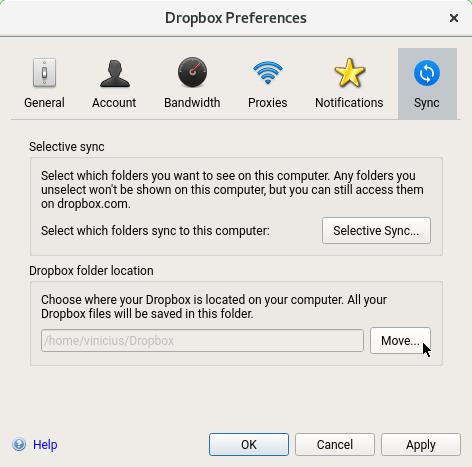 Dropbox Preferences
General Account Bandwidth Proxies Notifications Sync
Selective sync
Select which folders you want to see on this computer. Any folders you
unselect won't be shown on this computer, but you can still access them
on dropbox.com.
Select which folders sync to this computer: Selective Sync...
Dropbox folder location
Choose where your Dropbox is located on your computer. All your
Dropbox files will be saved in this folder.
/home/vinicius/Dropbox Move...
Help OK Cancel Apply